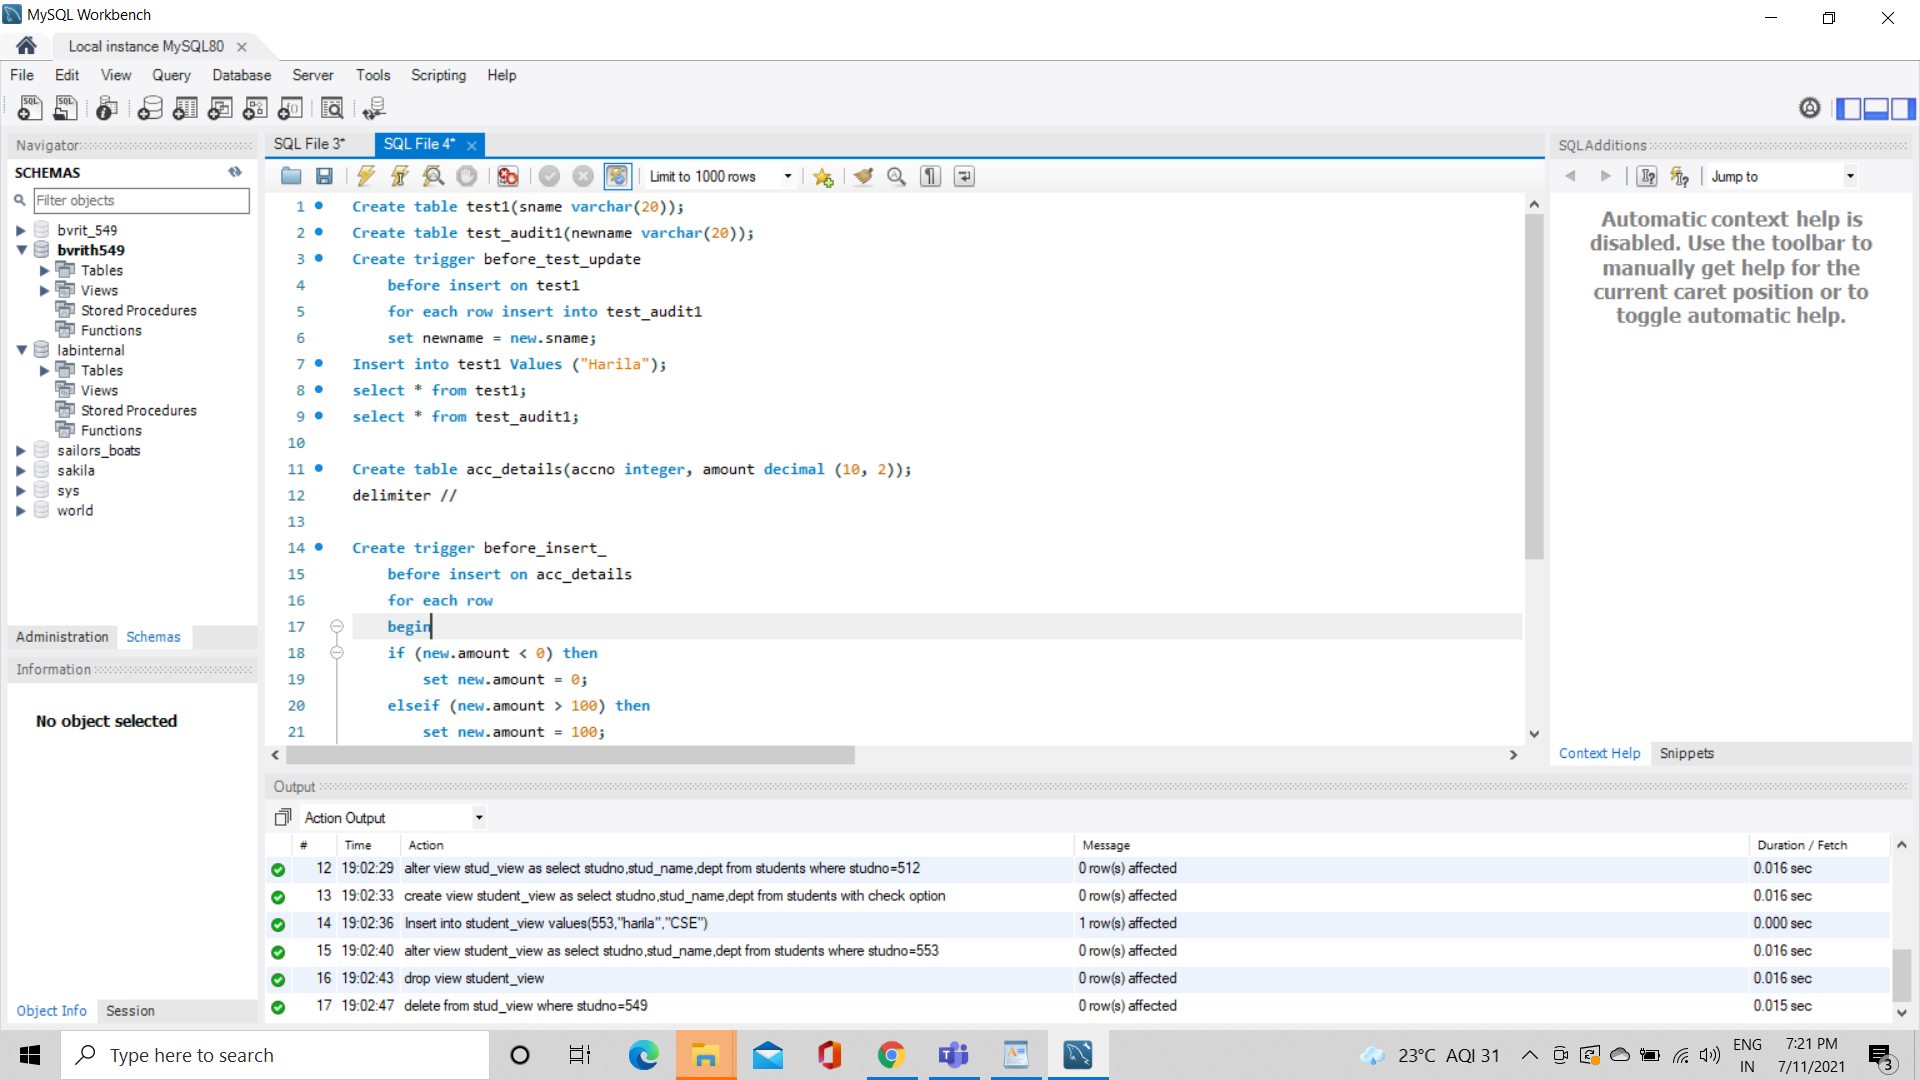 MySQL Workbench
Local instance MySQL80
File Edit View Query Database Server Tools Scripting Help
Navigator
SCHEMAS
Filter objects
bvrit_549
bvrith549
Tables
Views
Stored Procedures
Functions
labinternal
Tables
Views
Stored Procedures
Functions
sailors_boats
sakila
sys
world
Administration Schemas
Information
No object selected
Object Info Session
SQL File 3* SQL File 4*
Limit to 1000 rows
1 Create table test1(sname varchar(20));
2 Create table test_audit1(newname varchar(20));
3 Create trigger before_test_update
4 before insert on test1
5 for each row insert into test_audit1
6 set newname = new.sname;
7 Insert into test1 Values ("Harila");
8 select * from test1;
9 select * from test_audit1;
10
11 Create table acc_details(accno integer, amount decimal (10, 2));
12 delimiter //
13
14 Create trigger before_insert_
15 before insert on acc_details
16 for each row
17 begin
18 if (new.amount < 0) then
19 set new.amount = 0;
20 elseif (new.amount > 100) then
21 set new.amount = 100;
SQLAdditions
Jump to
Automatic context help is
disabled. Use the toolbar to
manually get help for the
current caret position or to
toggle automatic help.
Context Help Snippets
Output
Action Output
# Time Action Message Duration / Fetch
12 19:02:29 alter view stud_view as select studno,stud_name,dept from students where studno=512 0 row(s) affected 0.016 sec
13 19:02:33 create view student_view as select studno,stud_name,dept from students with check option 0 row(s) affected 0.016 sec
14 19:02:36 Insert into student_view values(553,"harila","CSE") 1 row(s) affected 0.000 sec
15 19:02:40 alter view student_view as select studno,stud_name,dept from students where studno=553 0 row(s) affected 0.016 sec
16 19:02:43 drop view student_view 0 row(s) affected 0.016 sec
17 19:02:47 delete from stud_view where studno=549 0 row(s) affected 0.015 sec
Type here to search
23°C AQI 31
ENG
IN
7:21 PM
7/11/2021
3